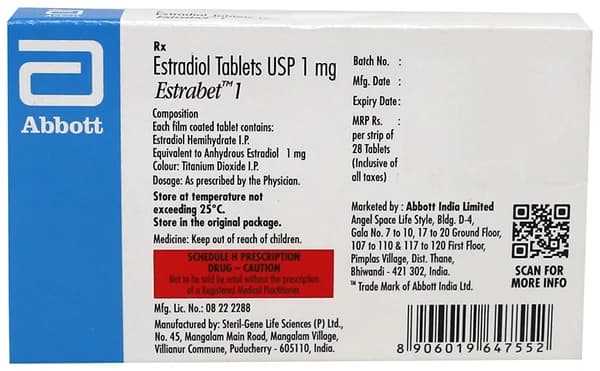 Abbott
Rx
Estradiol Tablets USP 1 mg
Estrabet™ 1
Composition
Each film coated tablet contains:
Estradiol Hemihydrate I.P.
Equivalent to Anhydrous Estradiol 1 mg
Colour: Titanium Dioxide I.P.
Dosage: As prescribed by the Physician.
Store at temperature not
exceeding 25°C.
Store in the original package.
Medicine: Keep out of reach of children.
SCHEDULE H PRESCRIPTION
DRUG – CAUTION
Not to be sold by retail without the prescription
of a Registered Medical Practitioner.
Mfg. Lic. No.: 08 22 2288
Manufactured by: Steril-Gene Life Sciences (P) Ltd.,
No. 45, Mangalam Main Road, Mangalam Village,
Villianur Commune, Puducherry - 605110, India.
Batch No. :
Mfg. Date :
Expiry Date:
MRP Rs. :
per strip of
28 Tablets
(Inclusive of
all taxes)
Marketed by : Abbott India Limited
Angel Space Life Style, Bldg. D-4,
Gala No. 7 to 10, 17 to 20 Ground Floor,
107 to 110 & 117 to 120 First Floor,
Pimplas Village, Dist. Thane,
Bhiwandi - 421 302, India.
™ Trade Mark of Abbott India Ltd.
SCAN FOR
MORE INFO
8 906019 647552